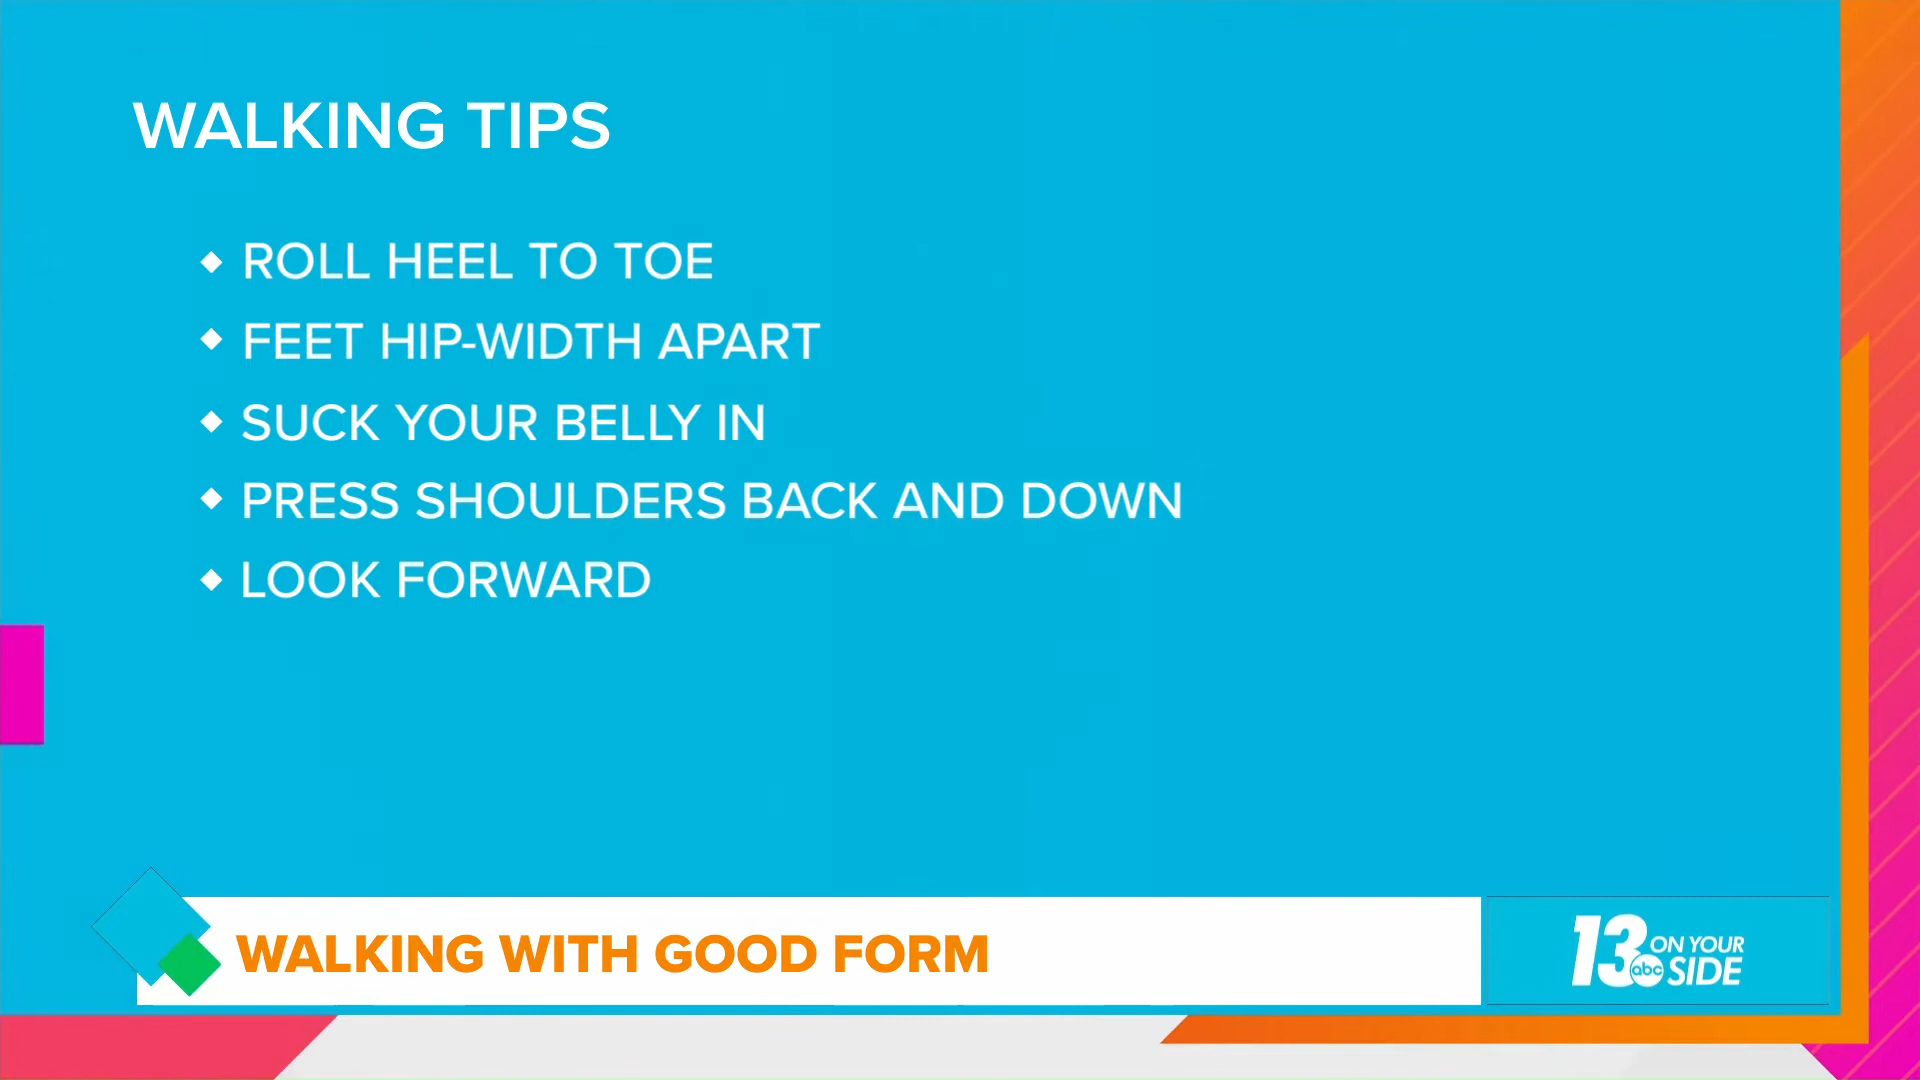 WALKING TIPS
ROLL HEEL TO TOE
FEET HIP-WIDTH APART
SUCK YOUR BELLY IN
PRESS SHOULDERS BACK AND DOWN
LOOK FORWARD
WALKING WITH GOOD FORM
13 ON YOUR
abc SIDE